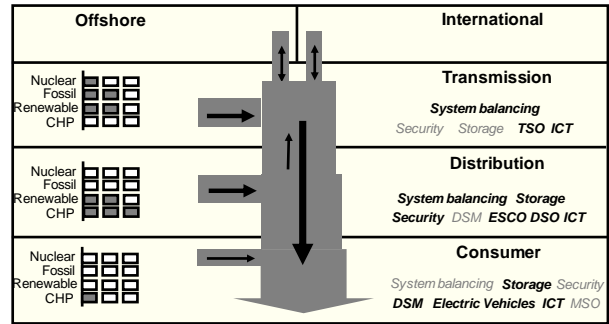 Offshore
International
Nuclear
Fossil
Renewable
CHP
Transmission
System balancing
Security Storage TSO ICT
Nuclear
Fossil
Renewable
CHP
Distribution
System balancing Storage
Security DSM ESCO DSO ICT
Nuclear
Fossil
Renewable
CHP
Consumer
System balancing Storage Security
DSM Electric Vehicles ICT MSO